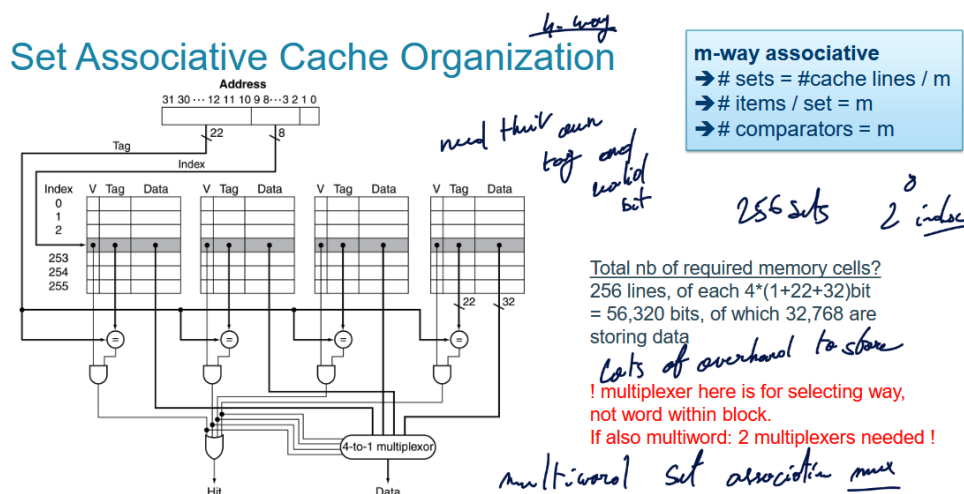 4-way
Set Associative Cache Organization
m-way associative
➔ # sets = #cache lines / m
➔ # items / set = m
➔ # comparators = m
Address
31 30 ··· 12 11 10 9 8 ··· 3 2 1 0
22
8
Tag
Index
need their own
tag and
valid
bit
Index
V Tag Data
V Tag Data
V Tag Data
V Tag Data
0
1
2
253
254
255
22
32
256 sets
2^8 index
Total nb of required memory cells?
256 lines, of each 4*(1+22+32)bit
= 56,320 bits, of which 32,768 are
storing data
Lots of overhead to store
! multiplexer here is for selecting way,
not word within block.
If also multiword: 2 multiplexers needed !
=
=
=
=
4-to-1 multiplexor
Hit
Data
multiword set associative mux